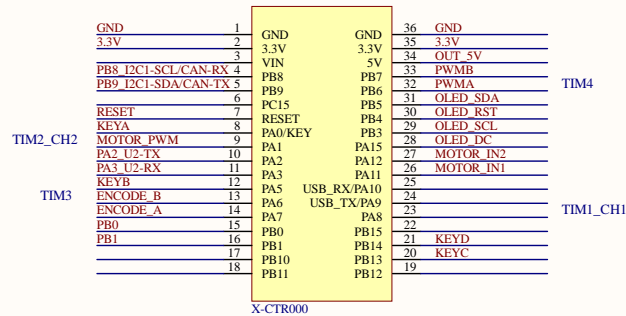 GND 1 GND GND 36 GND
3.3V 2 3.3V 3.3V 35 3.3V
3 VIN 5V 34 OUT_5V
PB8_I2C1-SCL/CAN-RX 4 PB8 PB7 33 PWMB
PB9_I2C1-SDA/CAN-TX 5 PB9 PB6 32 PWMA TIM4
6 PC15 PB5 31 OLED_SDA
RESET 7 RESET PB4 30 OLED_RST
KEYA 8 PA0/KEY PB3 29 OLED_SCL
TIM2_CH2 MOTOR_PWM 9 PA1 PA15 28 OLED_DC
PA2_U2-TX 10 PA2 PA12 27 MOTOR_IN2
PA3_U2-RX 11 PA3 PA11 26 MOTOR_IN1
KEYB 12 PA5 USB_RX/PA10 25
TIM3 ENCODE_B 13 PA6 USB_TX/PA9 24
ENCODE_A 14 PA7 PA8 23 TIM1_CH1
PB0 15 PB0 PB15 22
PB1 16 PB1 PB14 21 KEYD
17 PB10 PB13 20 KEYC
18 PB11 PB12 19
X-CTR000